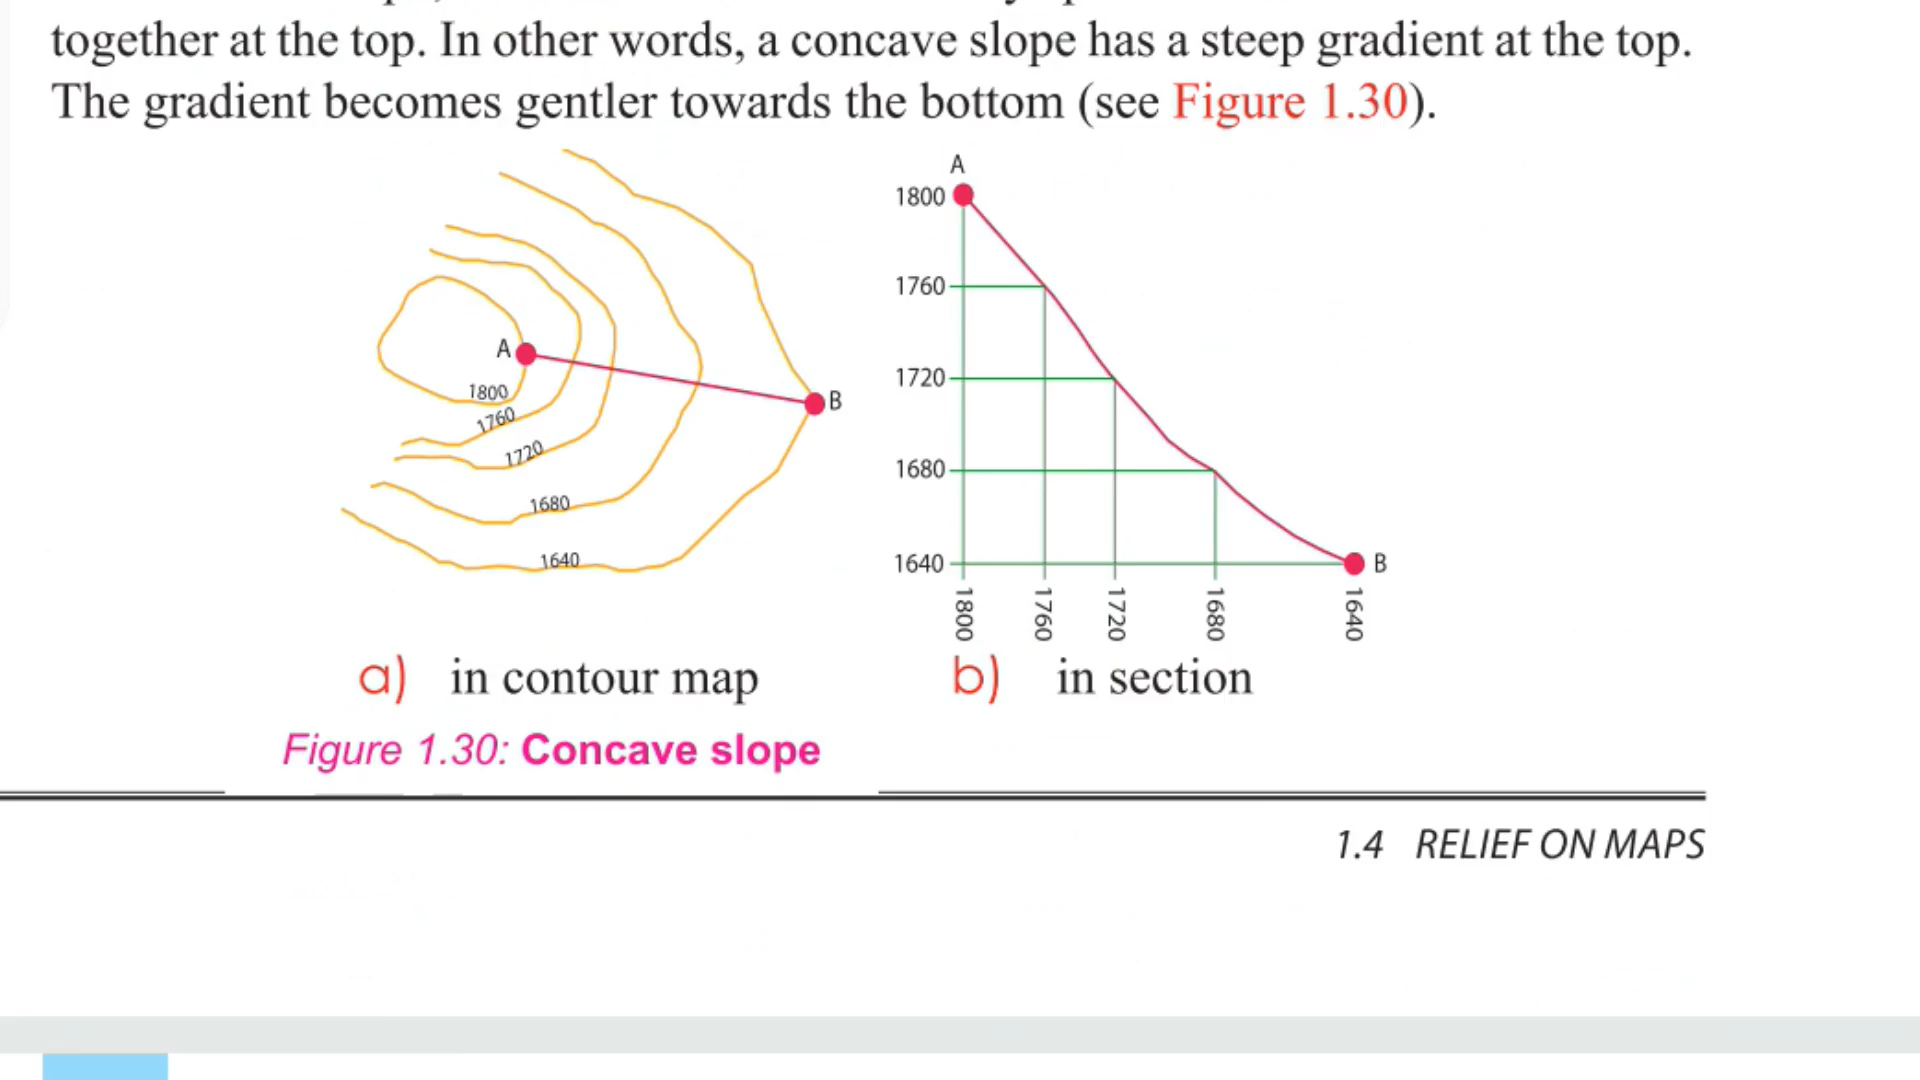 together at the top. In other words, a concave slope has a steep gradient at the top.
The gradient becomes gentler towards the bottom (see Figure 1.30).
A
1800
1760
1720
1680
1640
B
A
1800
1760
1720
1680
1640
B
1800
1760
1720
1680
1640
a) in contour map
b) in section
Figure 1.30: Concave slope
1.4 RELIEF ON MAPS